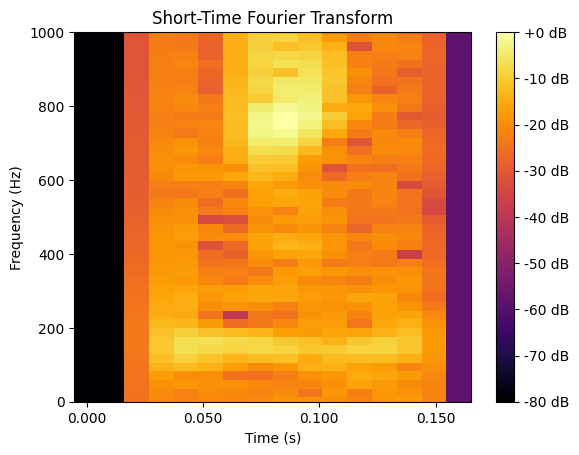 Short-Time Fourier Transform
Frequency (Hz)
1000
800
600
400
200
0
0.000
0.050
0.100
0.150
Time (s)
+0 dB
-10 dB
-20 dB
-30 dB
-40 dB
-50 dB
-60 dB
-70 dB
-80 dB